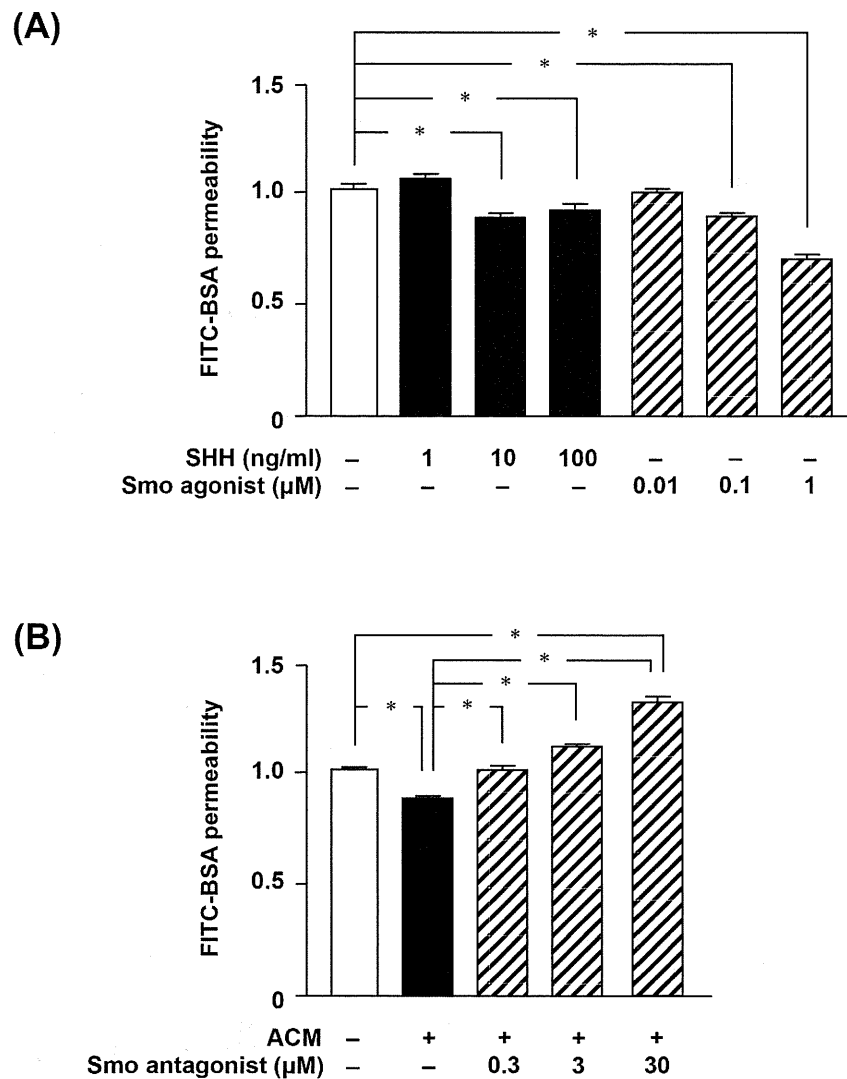 (A)
*
*
*
*
1.5
1.0
0.5
0
FITC-BSA permeability
SHH (ng/ml) – 1 10 100 – – –
Smo agonist (µM) – – – – 0.01 0.1 1
(B)
*
*
*
* *
1.5
1.0
0.5
0
FITC-BSA permeability
ACM – + + + +
Smo antagonist (µM) – – 0.3 3 30